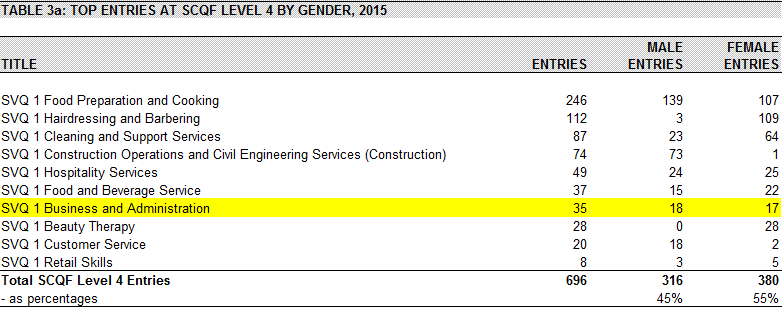 TABLE 3a: TOP ENTRIES AT SCQF LEVEL 4 BY GENDER, 2015
MALE FEMALE
TITLE ENTRIES ENTRIES ENTRIES
SVQ 1 Food Preparation and Cooking 246 139 107
SVQ 1 Hairdressing and Barbering 112 3 109
SVQ 1 Cleaning and Support Services 87 23 64
SVQ 1 Construction Operations and Civil Engineering Services (Construction) 74 73 1
SVQ 1 Hospitality Services 49 24 25
SVQ 1 Food and Beverage Service 37 15 22
SVQ 1 Business and Administration 35 18 17
SVQ 1 Beauty Therapy 28 0 28
SVQ 1 Customer Service 20 18 2
SVQ 1 Retail Skills 8 3 5
Total SCQF Level 4 Entries 696 316 380
- as percentages 45% 55%